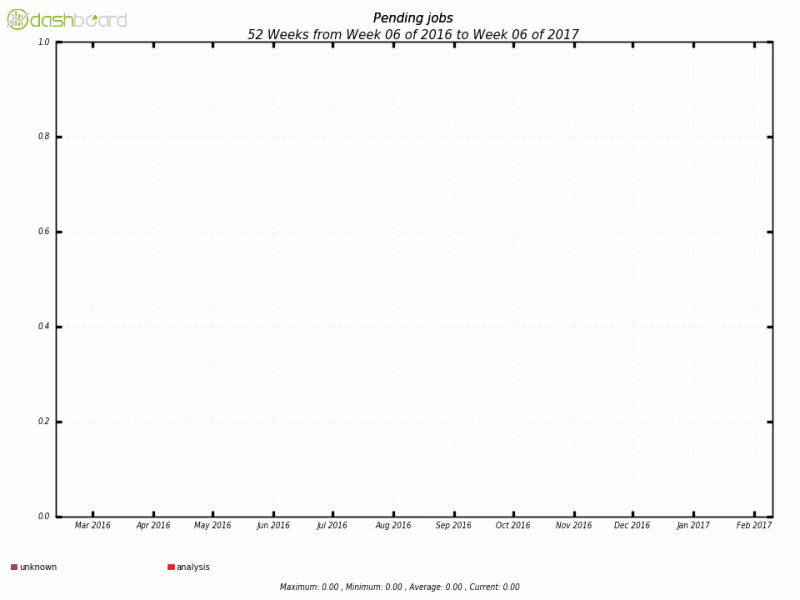 dashboard
Pending jobs
52 Weeks from Week 06 of 2016 to Week 06 of 2017
1.0
0.8
0.6
0.4
0.2
0.0
Mar 2016 Apr 2016 May 2016 Jun 2016 Jul 2016 Aug 2016 Sep 2016 Oct 2016 Nov 2016 Dec 2016 Jan 2017 Feb 2017
unknown analysis
Maximum: 0.00 , Minimum: 0.00 , Average: 0.00 , Current: 0.00